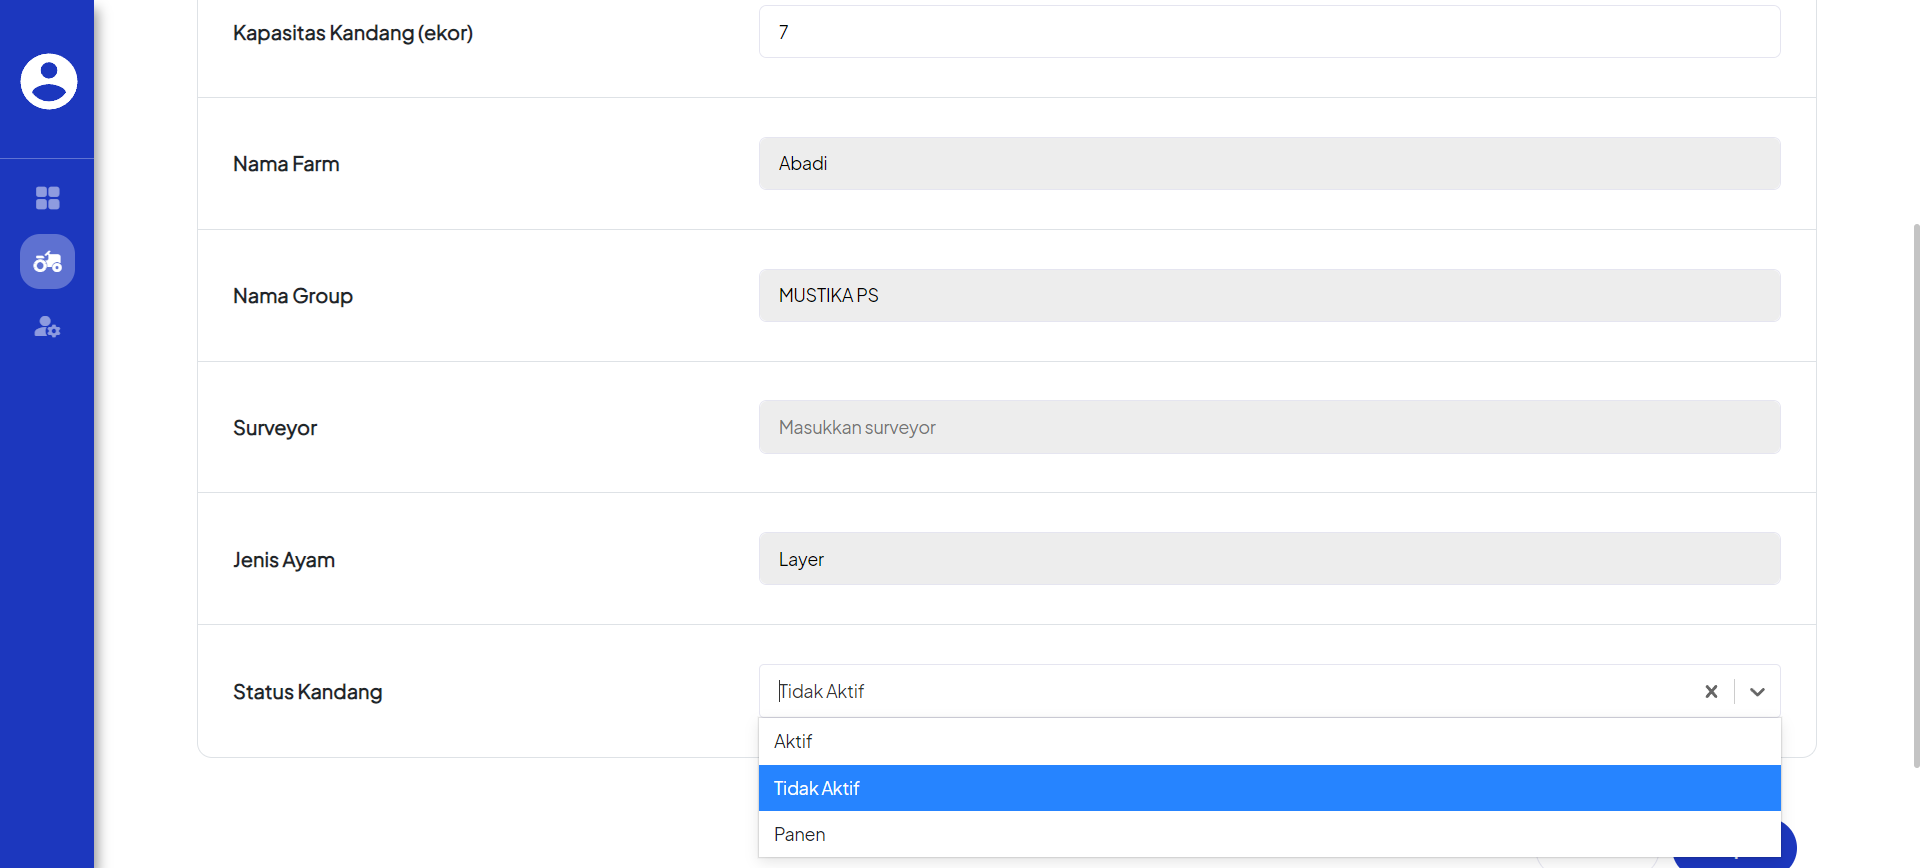 Kapasitas Kandang (ekor)
7
Nama Farm
Abadi
Nama Group
MUSTIKA PS
Surveyor
Masukkan surveyor
Jenis Ayam
Layer
Status Kandang
Tidak Aktif
Aktif
Tidak Aktif
Panen